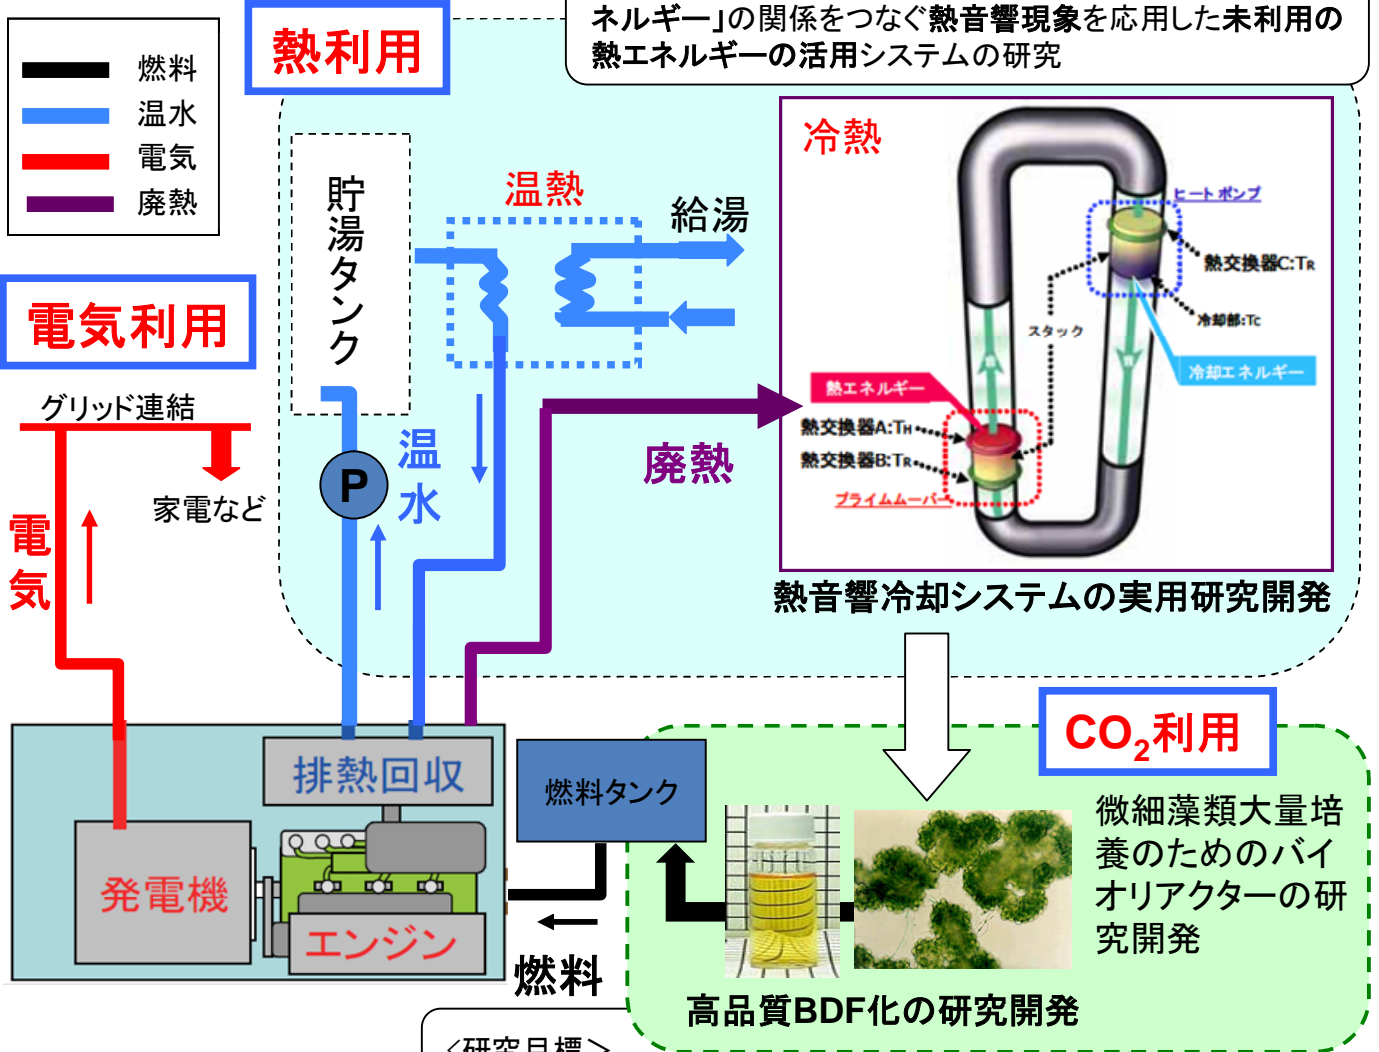 ネルギー」の関係をつなぐ熱音響現象を応用した未利用の
熱エネルギーの活用システムの研究
熱利用
燃料
温水
電気
廃熱
冷熱
貯湯タンク
温熱
給湯
ヒートポンプ
熱交換器C:TR
冷却部:TC
スタック
冷却エネルギー
熱エネルギー
熱交換器A:TH
熱交換器B:TR
プライムムーバー
電気利用
グリッド連結
家電など
電気
P
温水
廃熱
熱音響冷却システムの実用研究開発
CO2利用
排熱回収
発電機
エンジン
燃料タンク
燃料
微細藻類大量培
養のためのバイ
オリアクターの研
究開発
高品質BDF化の研究開発
<研究目標>